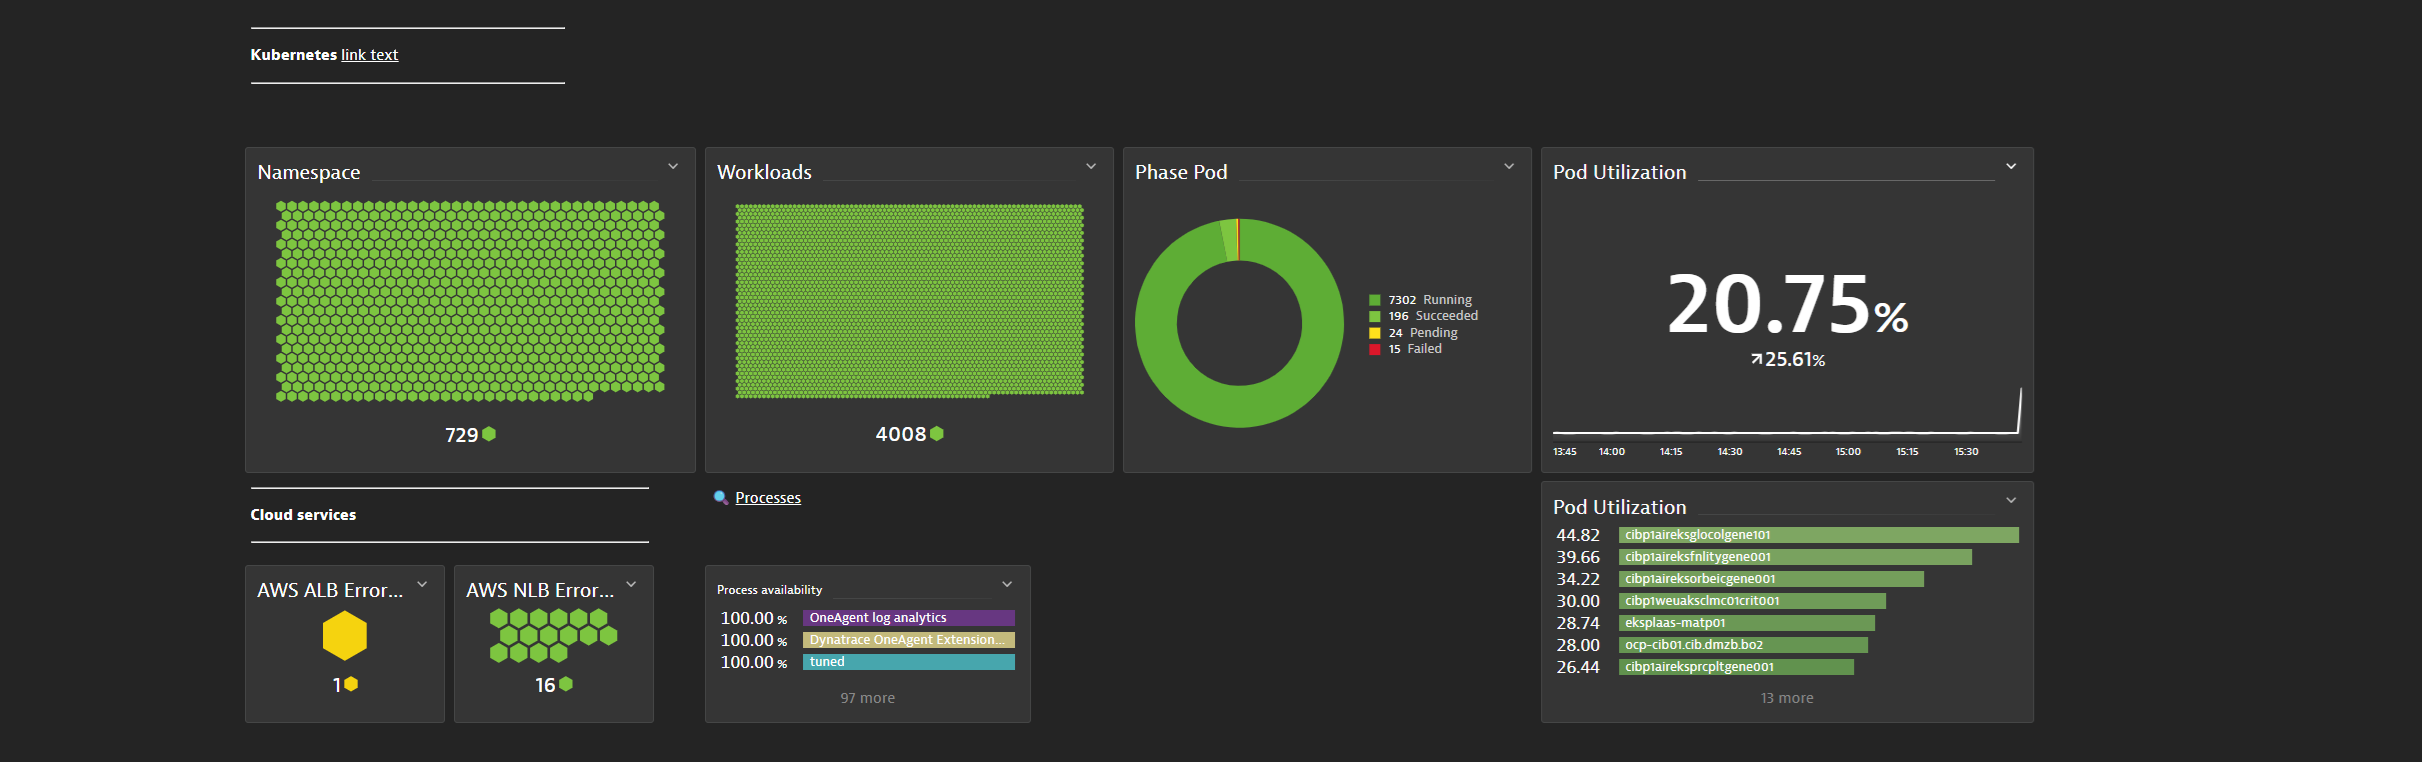 Kubernetes link text
Namespace
729
Workloads
4008
Phase Pod
7302 Running
196 Succeeded
24 Pending
15 Failed
Pod Utilization
20.75%
25.61%
13:45 14:00 14:15 14:30 14:45 15:00 15:15 15:30
Cloud services
AWS ALB Error...
1
AWS NLB Error...
16
Processes
Process availability
100.00 % OneAgent log analytics
100.00 % Dynatrace OneAgent Extension...
100.00 % tuned
97 more
Pod Utilization
44.82 cibp1aireksglocolgene101
39.66 cibp1aireksfnlitygene001
34.22 cibp1aireksorbeicgene001
30.00 cibp1weuaksclmc01crit001
28.74 eksplaas-matp01
28.00 ocp-cib01.cib.dmzb.bo2
26.44 cibp1aireksprcpltgene001
13 more